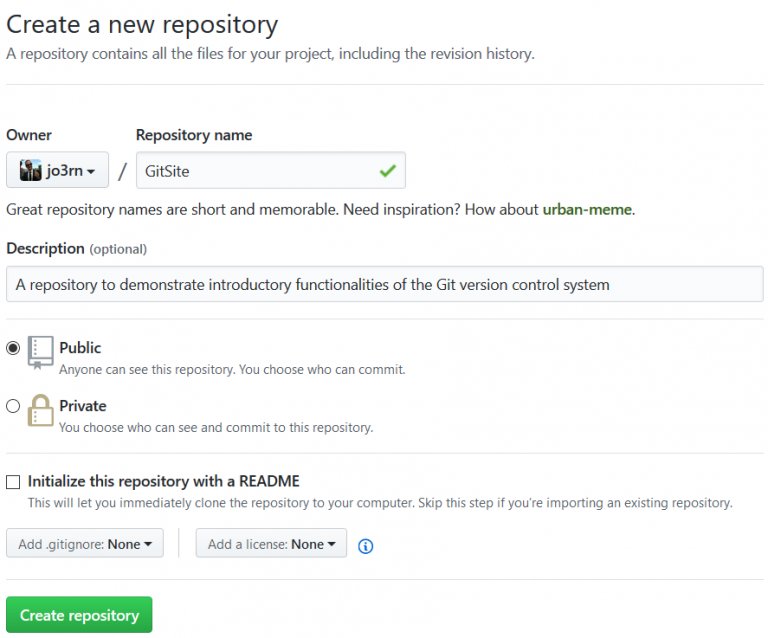 Create a new repository
A repository contains all the files for your project, including the revision history.
Owner Repository name
jo3rn / GitSite
Great repository names are short and memorable. Need inspiration? How about urban-meme.
Description (optional)
A repository to demonstrate introductory functionalities of the Git version control system
Public
Anyone can see this repository. You choose who can commit.
Private
You choose who can see and commit to this repository.
Initialize this repository with a README
This will let you immediately clone the repository to your computer. Skip this step if you're importing an existing repository.
Add .gitignore: None Add a license: None
Create repository